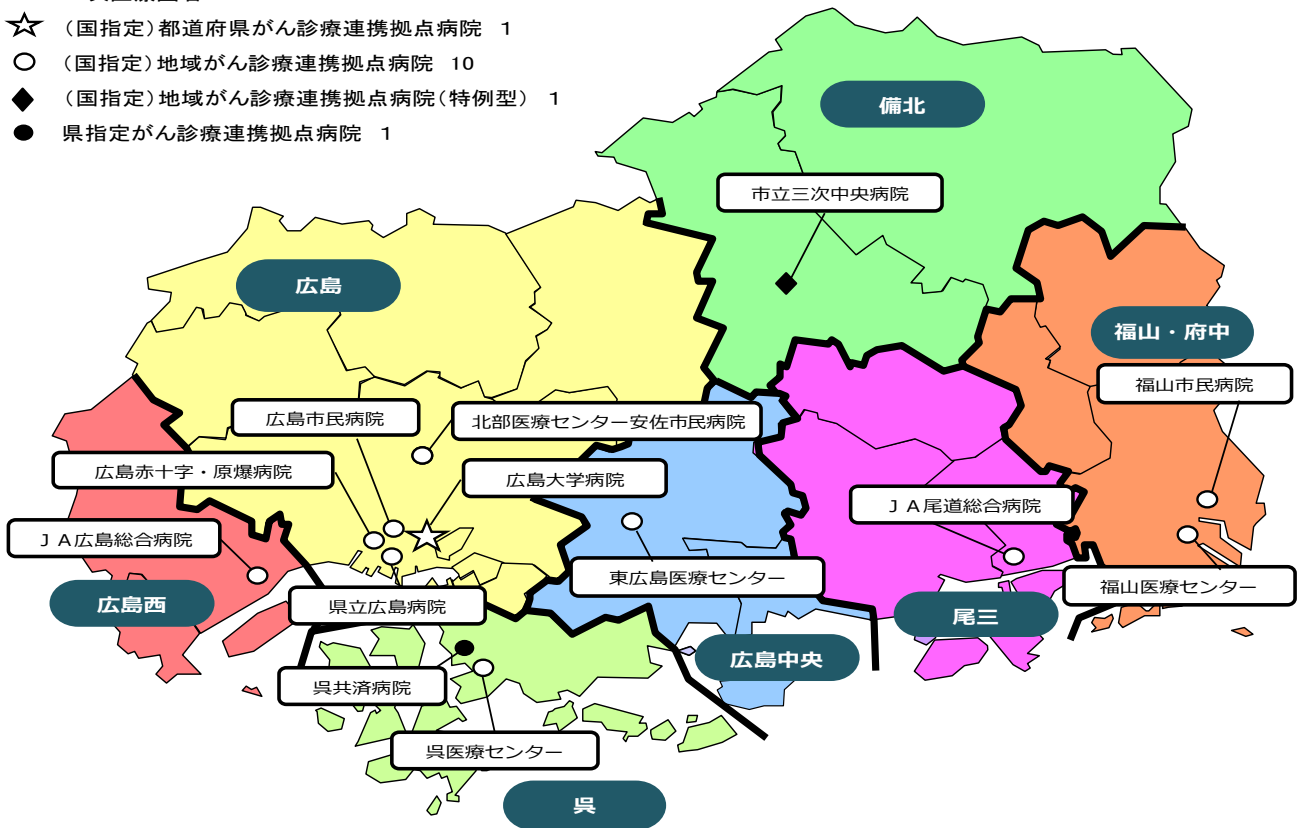 (国指定)都道府県がん診療連携拠点病院 1
(国指定)地域がん診療連携拠点病院 10
(国指定)地域がん診療連携拠点病院(特例型) 1
県指定がん診療連携拠点病院 1
備北
市立三次中央病院
広島
福山・府中
福山市民病院
広島市民病院
北部医療センター安佐市民病院
広島赤十字・原爆病院
広島大学病院
JA尾道総合病院
JA広島総合病院
東広島医療センター
福山医療センター
広島西
県立広島病院
尾三
広島中央
呉共済病院
呉医療センター
呉